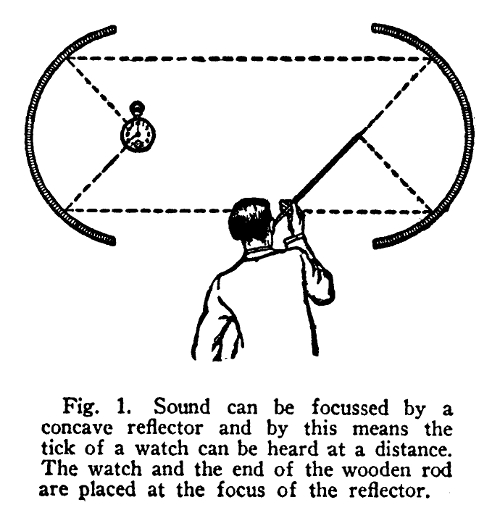 Fig. 1. Sound can be focussed by a
concave reflector and by this means the
tick of a watch can be heard at a distance.
The watch and the end of the wooden rod
are placed at the focus of the reflector.